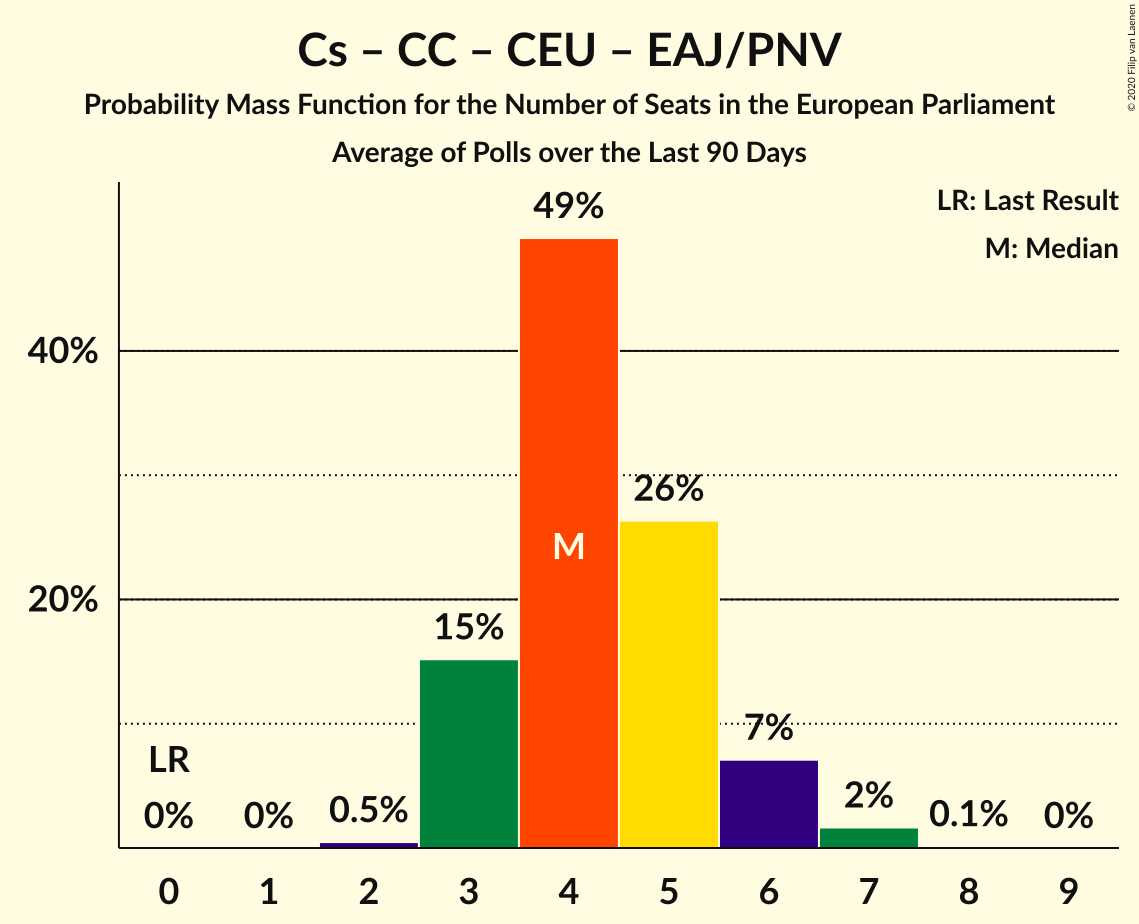 Cs – CC – CEU – EAJ/PNV
Probability Mass Function for the Number of Seats in the European Parliament
Average of Polls over the Last 90 Days
© 2020 Filip van Laenen
LR: Last Result
M: Median
49%
40%
26%
M
20%
15%
7%
LR
2%
0% 0% 0.5% 0.1% 0%
0 1 2 3 4 5 6 7 8 9